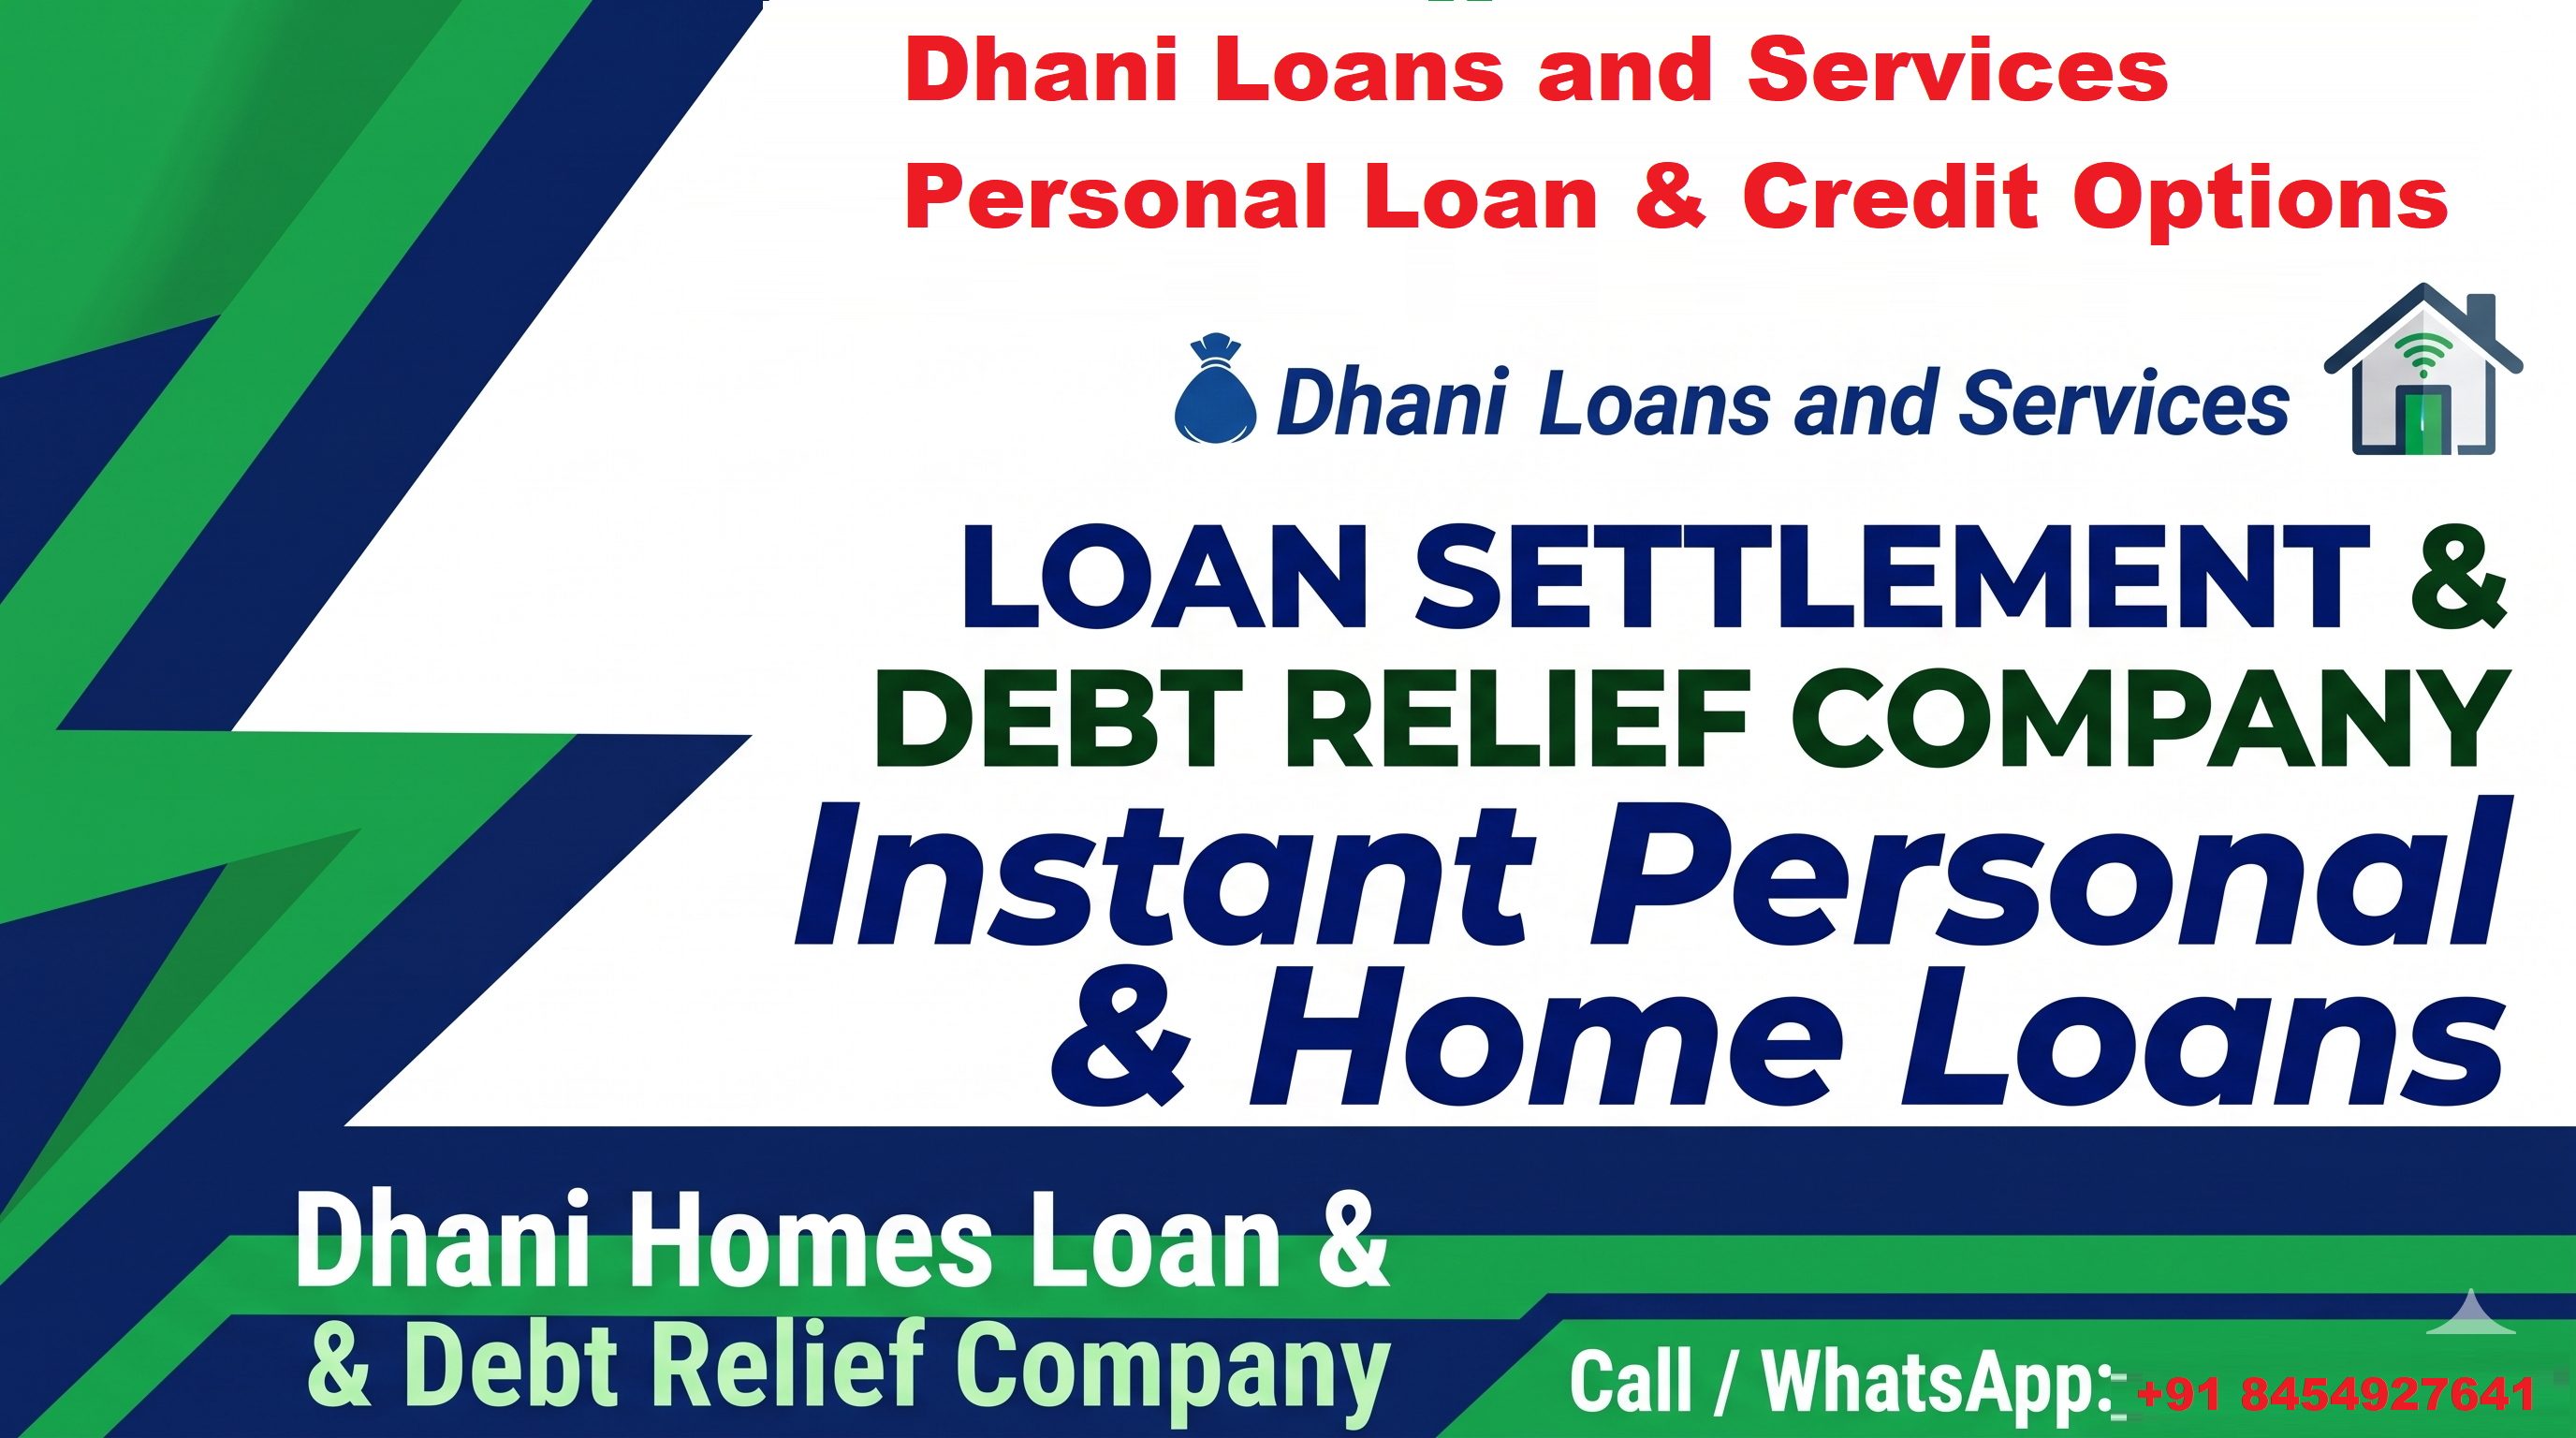 Dhani Loans and Services
Personal Loan & Credit Options
Dhani Loans and Services
LOAN SETTLEMENT &
DEBT RELIEF COMPANY
Instant Personal
& Home Loans
Dhani Homes Loan &
& Debt Relief Company
Call / WhatsApp: +91 8454927641